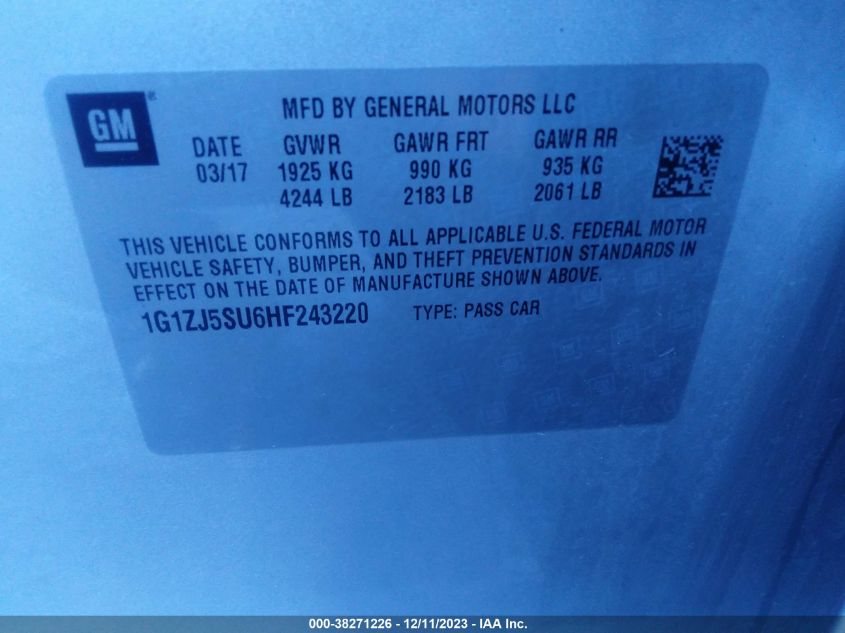 GM®
MFD BY GENERAL MOTORS LLC
DATE GVWR GAWR FRT GAWR RR
03/17 1925 KG 990 KG 935 KG
4244 LB 2183 LB 2061 LB
THIS VEHICLE CONFORMS TO ALL APPLICABLE U.S. FEDERAL MOTOR
VEHICLE SAFETY, BUMPER, AND THEFT PREVENTION STANDARDS IN
EFFECT ON THE DATE OF MANUFACTURE SHOWN ABOVE.
1G1ZJ5SU6HF243220 TYPE: PASS CAR
000-38271226 - 12/11/2023 - IAA Inc.